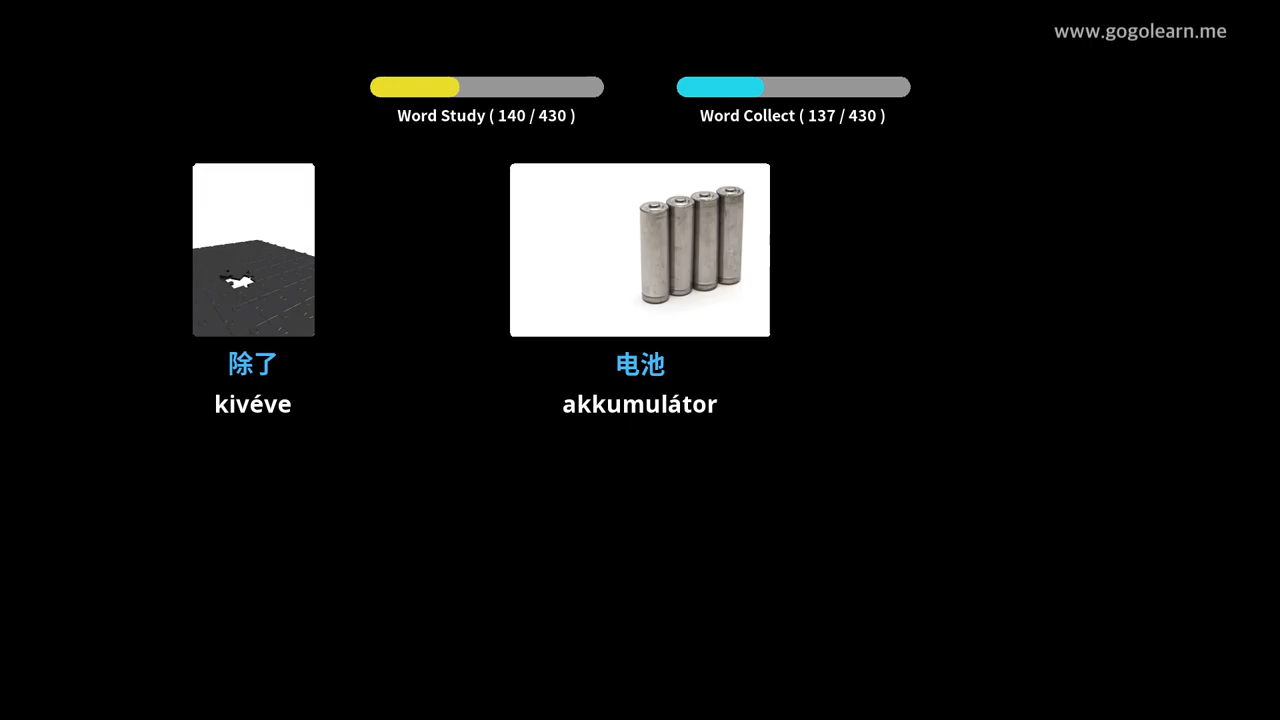 www.gogolearn.me
Word Study ( 140 / 430 )
Word Collect ( 137 / 430 )
除了
kivéve
电池
akkumulátor